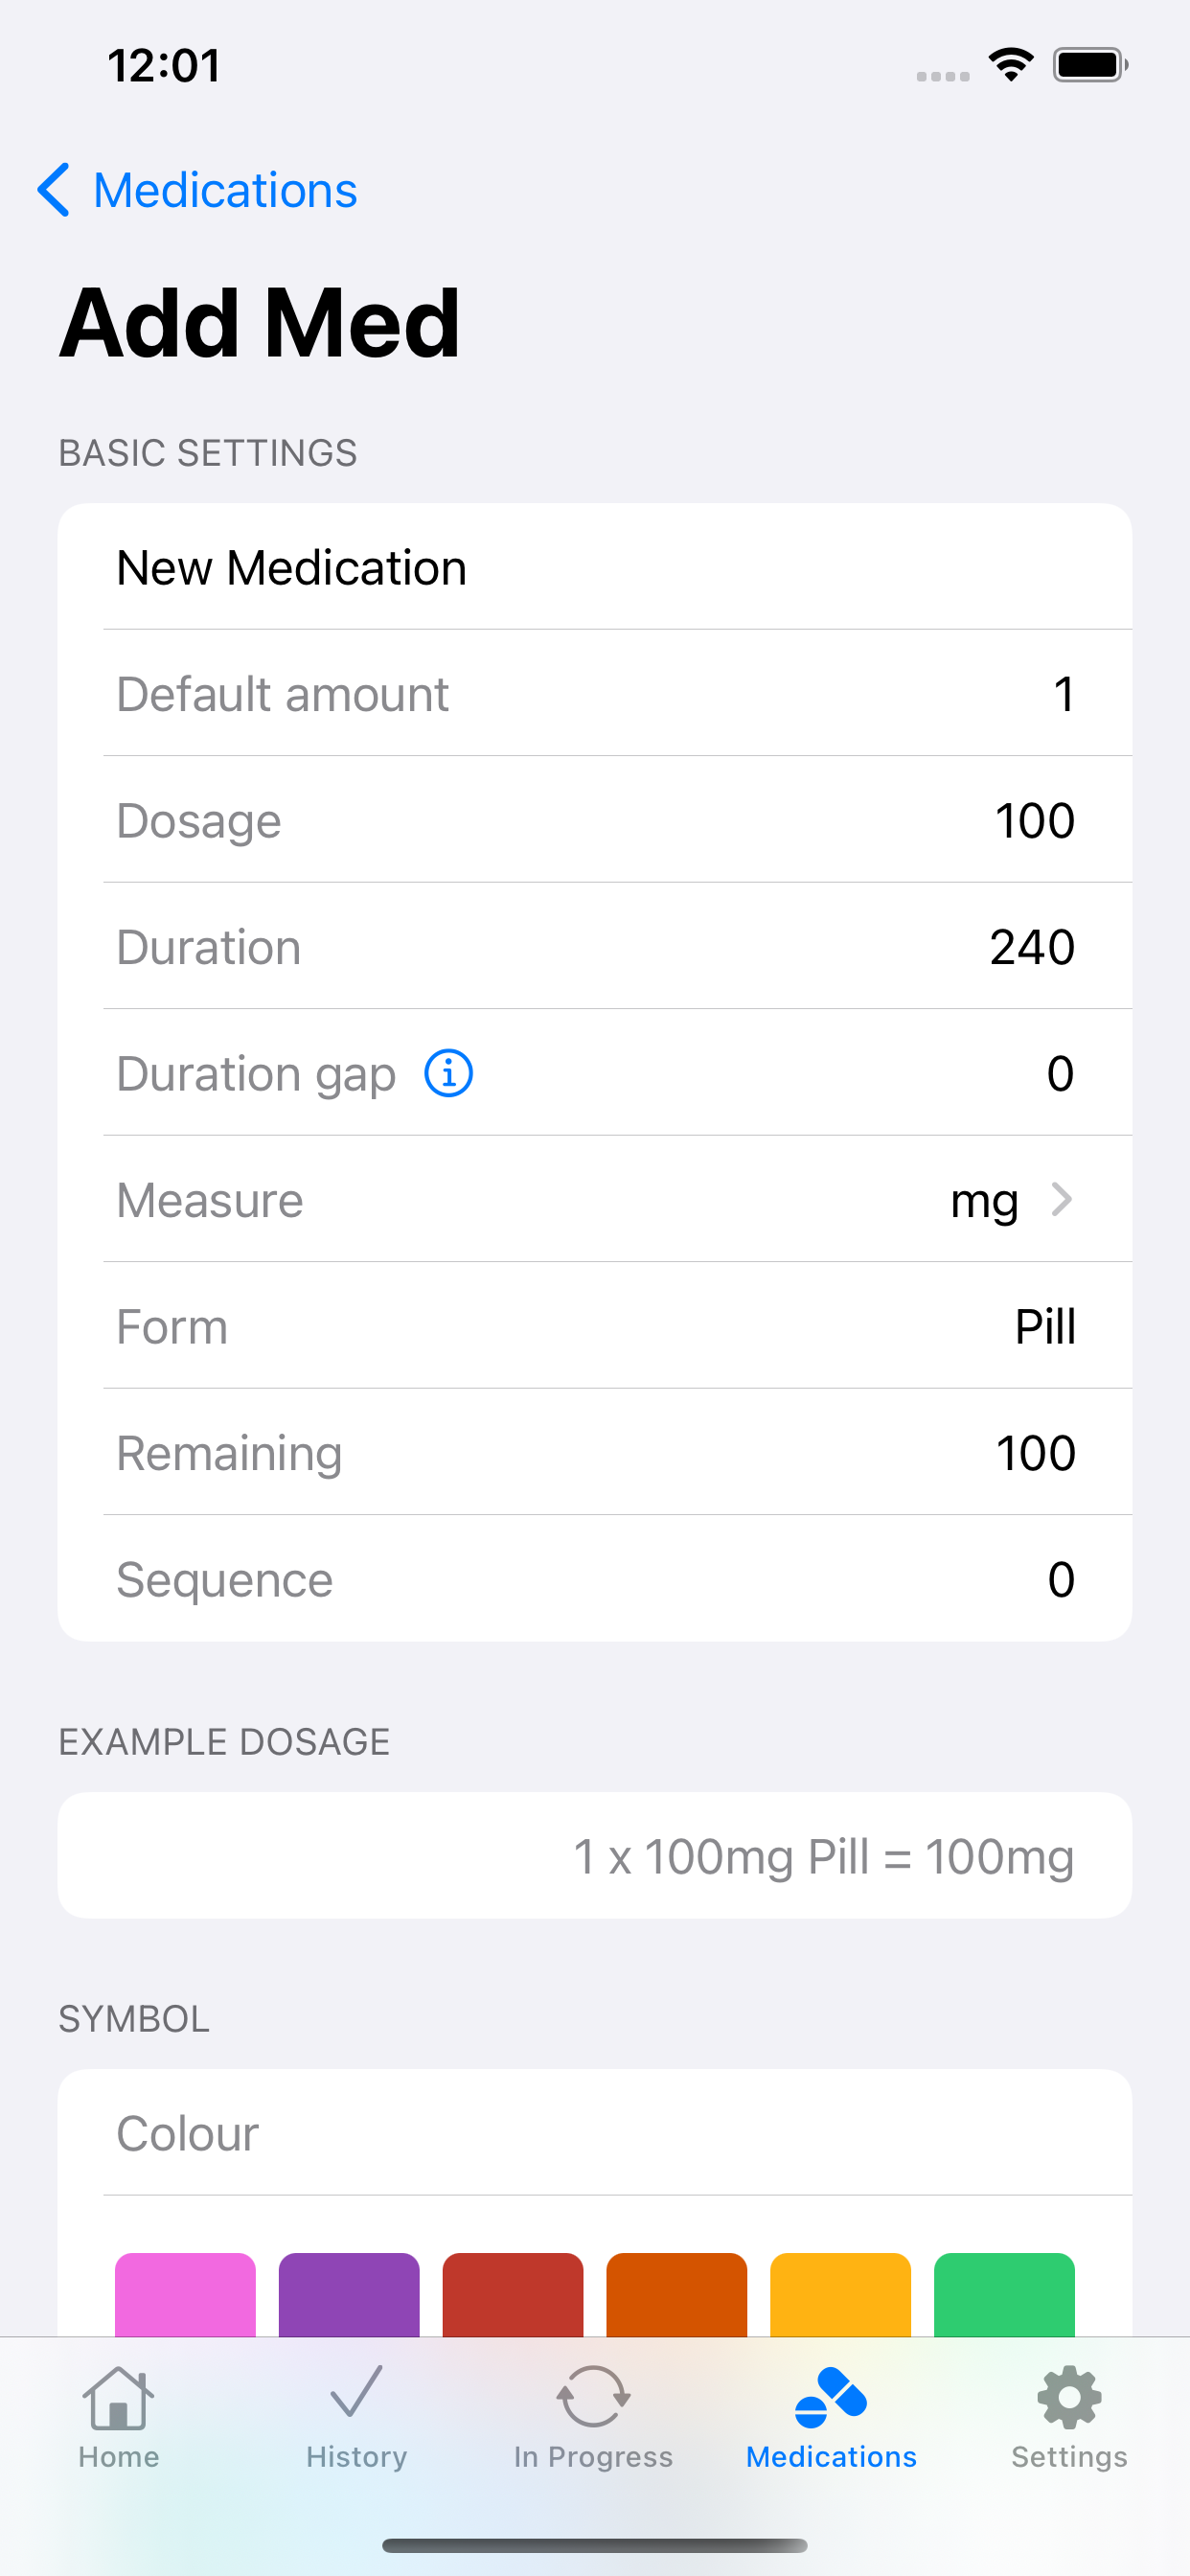 12:01
Medications
Add Med
BASIC SETTINGS
New Medication
Default amount 1
Dosage 100
Duration 240
Duration gap 0
Measure mg
Form Pill
Remaining 100
Sequence 0
EXAMPLE DOSAGE
1 x 100mg Pill = 100mg
SYMBOL
Colour
Home History In Progress Medications Settings